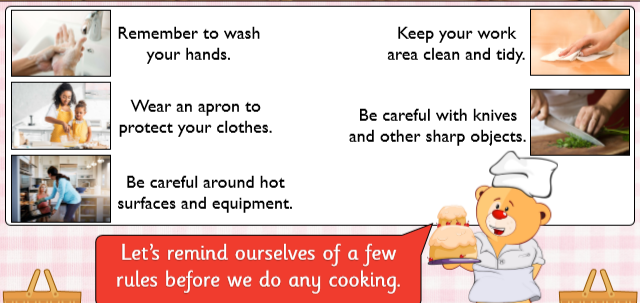 Remember to wash
your hands.
Wear an apron to
protect your clothes.
Be careful around hot
surfaces and equipment.
Keep your work
area clean and tidy.
Be careful with knives
and other sharp objects.
Let's remind ourselves of a few
rules before we do any cooking.